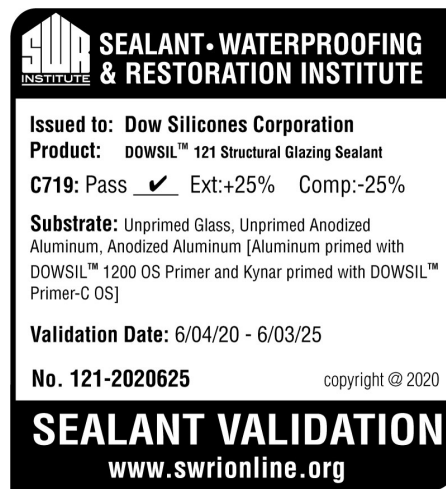 SWR
INSTITUTE
SEALANT • WATERPROOFING
& RESTORATION INSTITUTE
Issued to: Dow Silicones Corporation
Product: DOWSIL™ 121 Structural Glazing Sealant
C719: Pass ✔ Ext:+25% Comp:-25%
Substrate: Unprimed Glass, Unprimed Anodized
Aluminum, Anodized Aluminum [Aluminum primed with
DOWSIL™ 1200 OS Primer and Kynar primed with DOWSIL™
Primer-C OS]
Validation Date: 6/04/20 - 6/03/25
No. 121-2020625 copyright @ 2020
SEALANT VALIDATION
www.swrionline.org